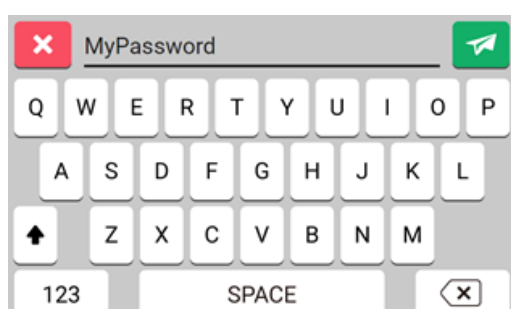 MyPassword
Q W E R T Y U I O P
A S D F G H J K L
Z X C V B N M
123 SPACE